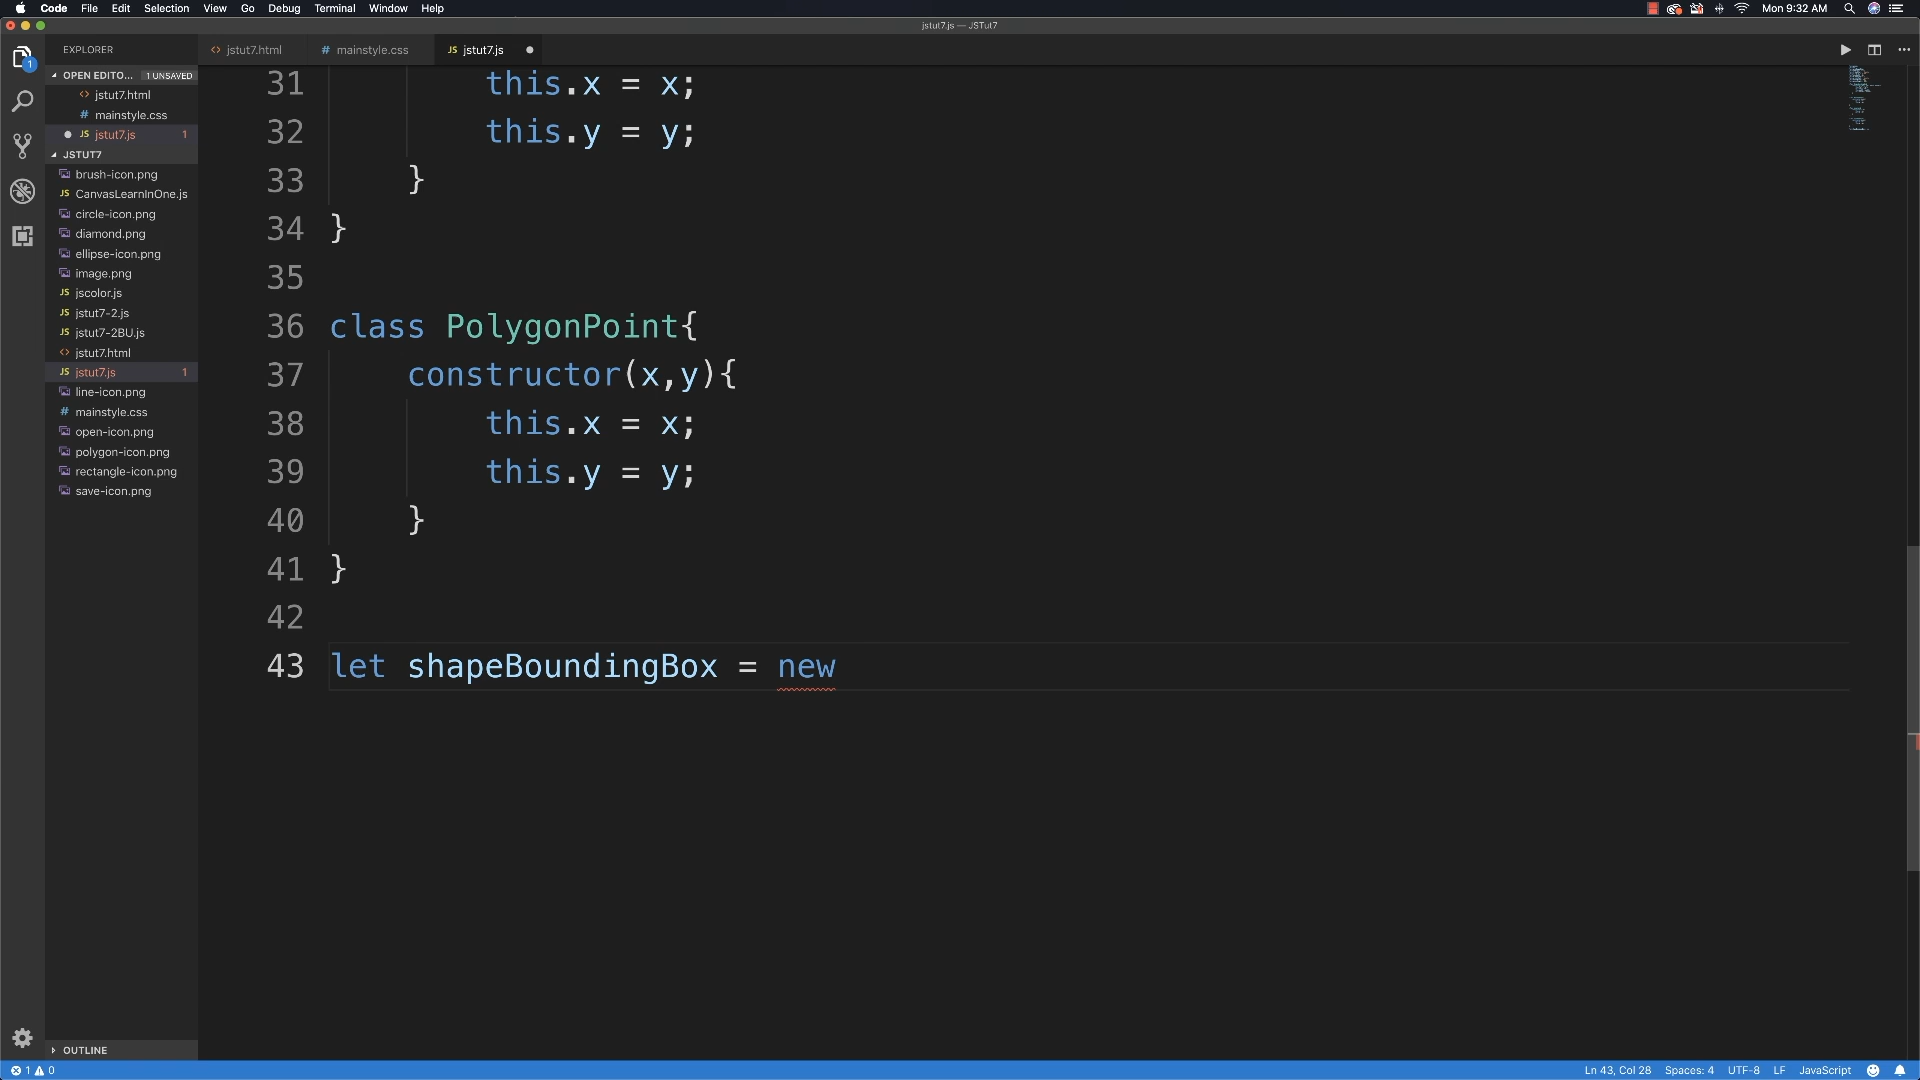 Code File Edit Selection View Go Debug Terminal Window Help
Mon 9:32 AM
jstut7.js — JSTut7
EXPLORER
jstut7.html
mainstyle.css
jstut7.js
OPEN EDITO... 1 UNSAVED
jstut7.html
mainstyle.css
jstut7.js 1
JSTUT7
brush-icon.png
CanvasLearnInOne.js
circle-icon.png
diamond.png
ellipse-icon.png
image.png
jscolor.js
jstut7-2.js
jstut7-2BU.js
jstut7.html
jstut7.js 1
line-icon.png
mainstyle.css
open-icon.png
polygon-icon.png
rectangle-icon.png
save-icon.png
OUTLINE
31 this.x = x;
32 this.y = y;
33 }
34 }
35
36 class PolygonPoint{
37 constructor(x,y){
38 this.x = x;
39 this.y = y;
40 }
41 }
42
43 let shapeBoundingBox = new
1 0
Ln 43, Col 28 Spaces: 4 UTF-8 LF JavaScript